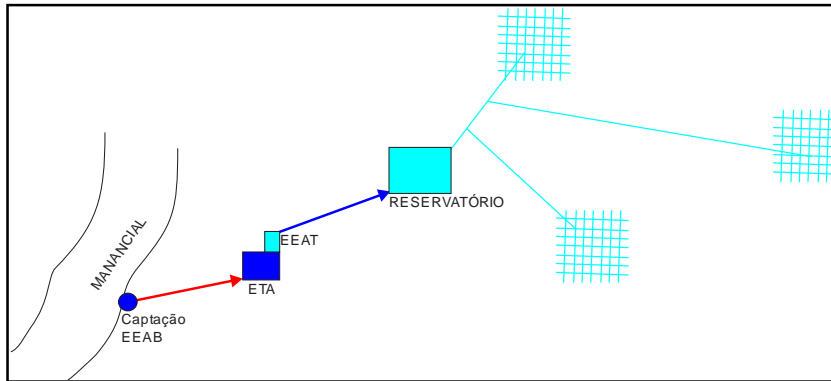 MANANCIAL
Captação
EEAB
ETA
EEAT
RESERVATÓRIO